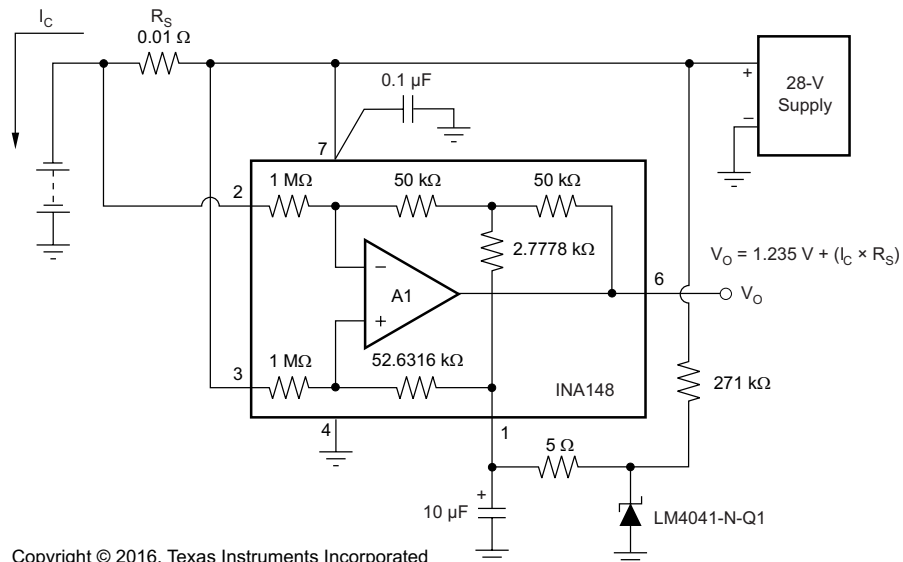 I_C
R_S
0.01 Ω
0.1 µF
+
28-V
Supply
−
7
2
1 MΩ
50 kΩ
50 kΩ
2.7778 kΩ
V_O = 1.235 V + (I_C × R_S)
−
A1
+
6
V_O
3
1 MΩ
52.6316 kΩ
INA148
271 kΩ
4
1
5 Ω
+
10 µF
LM4041-N-Q1
Copyright © 2016, Texas Instruments Incorporated